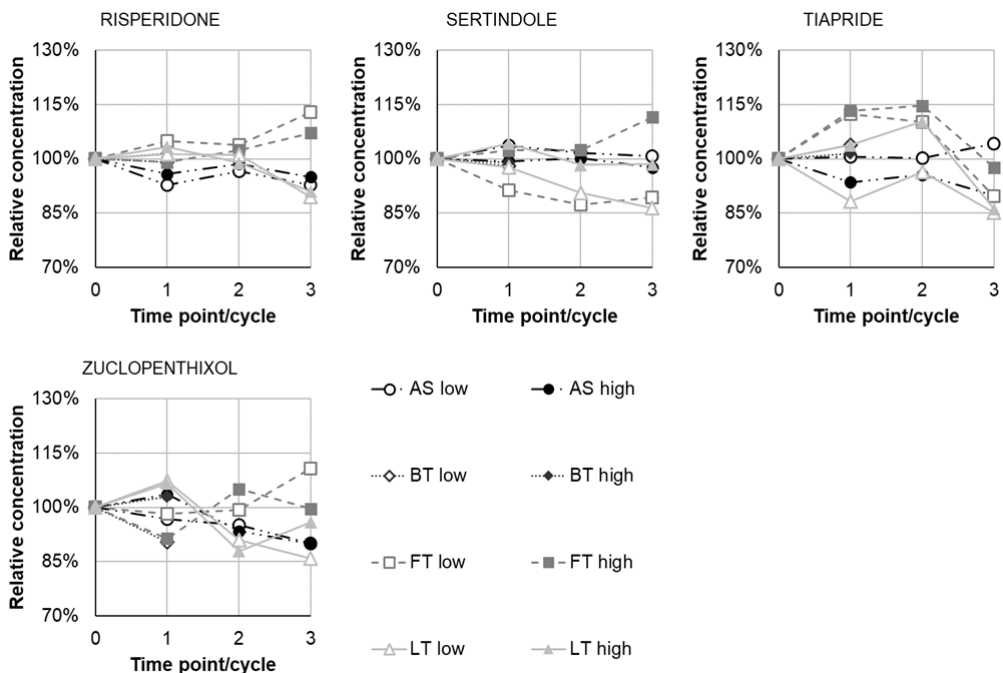 RISPERIDONE
130%
115%
100%
85%
70%
Relative concentration
0 1 2 3
Time point/cycle
SERTINDOLE
130%
115%
100%
85%
70%
Relative concentration
0 1 2 3
Time point/cycle
TIAPRIDE
130%
115%
100%
85%
70%
Relative concentration
0 1 2 3
Time point/cycle
ZUCLOPENTHIXOL
130%
115%
100%
85%
70%
Relative concentration
0 1 2 3
Time point/cycle
AS low AS high
BT low BT high
FT low FT high
LT low LT high